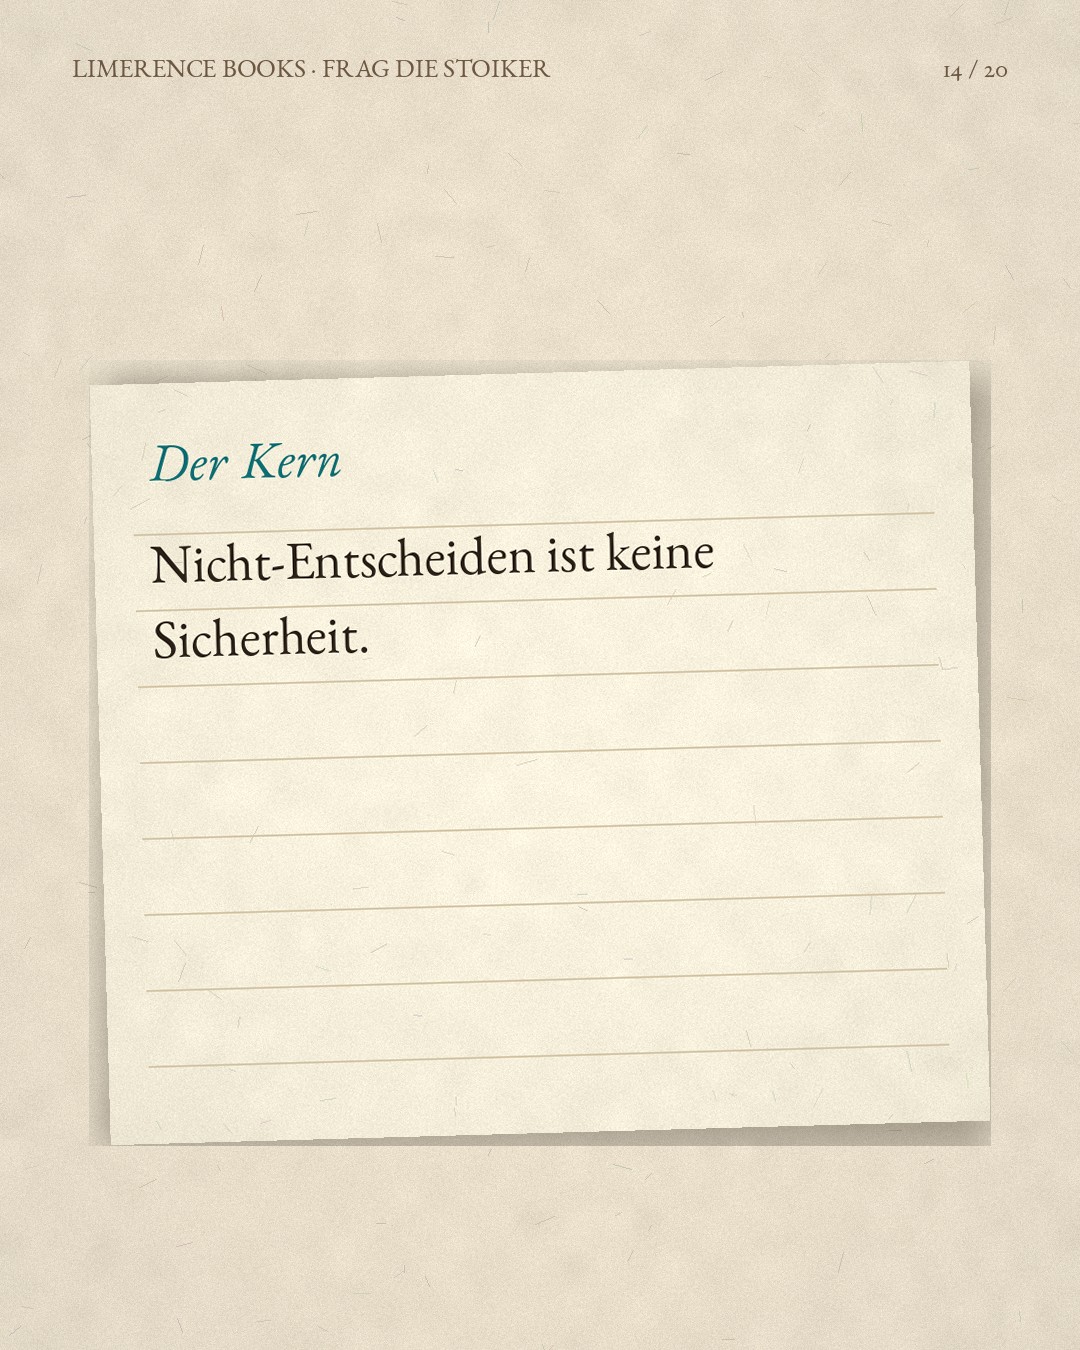 LIMERENCE BOOKS · FRAG DIE STOIKER
14 / 20
Der Kern
Nicht-Entscheiden ist keine
Sicherheit.